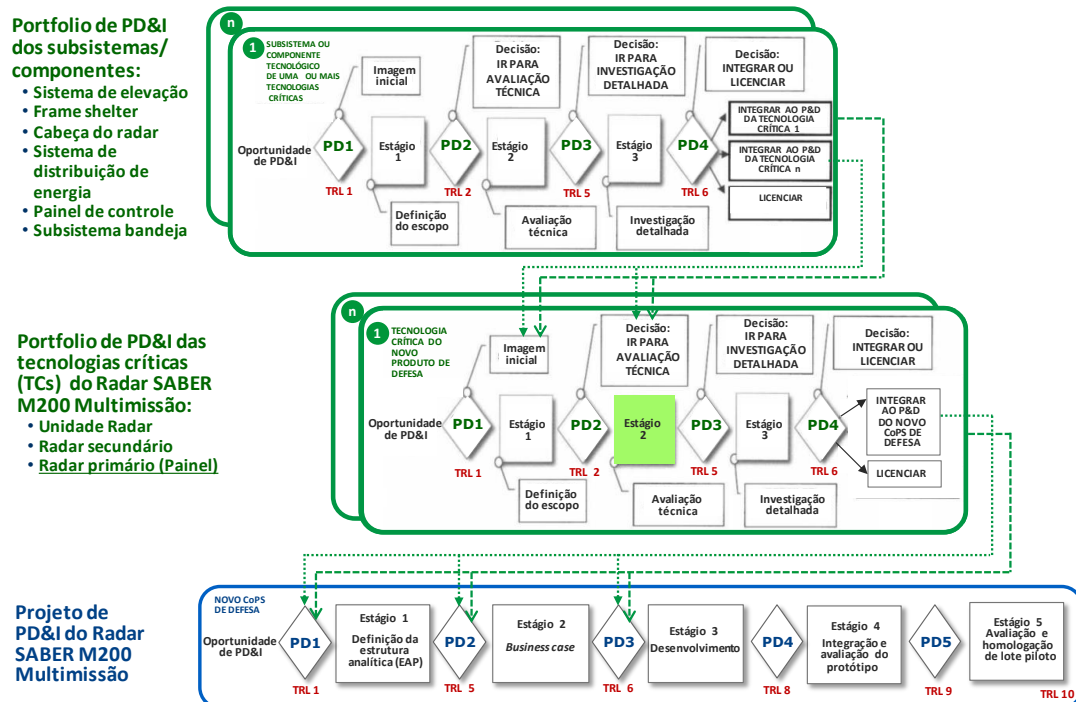 Portfolio de PD&I
dos subsistemas/
componentes:
• Sistema de elevação
• Frame shelter
• Cabeça do radar
• Sistema de
distribuição de
energia
• Painel de controle
• Subsistema bandeja
n
1
SUBSISTEMA OU
COMPONENTE
TECNOLÓGICO
DE UMA OU MAIS
TECNOLOGIAS
CRÍTICAS
Imagem
inicial
Decisão:
IR PARA
AVALIAÇÃO
TÉCNICA
Decisão:
IR PARA
INVESTIGAÇÃO
DETALHADA
Decisão:
INTEGRAR OU
LICENCIAR
Oportunidade
de PD&I
PD1
TRL 1
Estágio
1
PD2
TRL 2
Estágio
2
PD3
TRL 5
Estágio
3
PD4
TRL 6
INTEGRAR AO P&D
DA TECNOLOGIA
CRÍTICA 1
INTEGRAR AO P&D
DA TECNOLOGIA
CRÍTICA n
LICENCIAR
Definição
do escopo
Avaliação
técnica
Investigação
detalhada
Portfolio de PD&I das
tecnologias críticas
(TCs) do Radar SABER
M200 Multimissão:
• Unidade Radar
• Radar secundário
• Radar primário (Painel)
n
1
TECNOLOGIA
CRÍTICA DO
NOVO
PRODUTO DE
DEFESA
Imagem
inicial
Decisão:
IR PARA
AVALIAÇÃO
TÉCNICA
Decisão:
IR PARA
INVESTIGAÇÃO
DETALHADA
Decisão:
INTEGRAR OU
LICENCIAR
Oportunidade
de PD&I
PD1
TRL 1
Estágio
1
PD2
TRL 2
Estágio
2
PD3
TRL 5
Estágio
3
PD4
TRL 6
INTEGRAR
AO P&D
DO NOVO
CoPS DE
DEFESA
LICENCIAR
Definição
do escopo
Avaliação
técnica
Investigação
detalhada
Projeto de
PD&I do Radar
SABER M200
Multimissão
NOVO CoPS
DE DEFESA
Oportunidade
de PD&I
PD1
TRL 1
Estágio 1
Definição da
estrutura
analítica (EAP)
PD2
TRL 5
Estágio 2
Business case
PD3
TRL 6
Estágio 3
Desenvolvimento
PD4
TRL 8
Estágio 4
Integração e
avaliação do
protótipo
PD5
TRL 9
Estágio 5
Avaliação e
homologação
de lote piloto
TRL 10